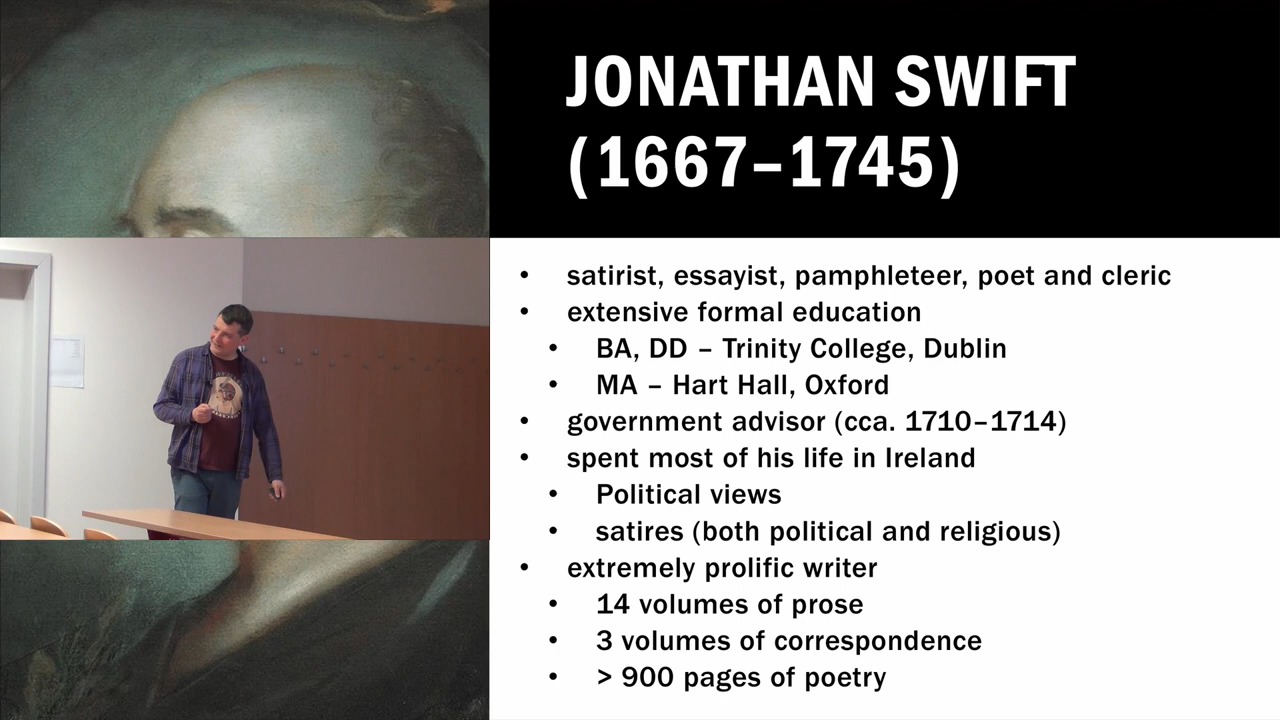 JONATHAN SWIFT
(1667–1745)
• satirist, essayist, pamphleteer, poet and cleric
• extensive formal education
• BA, DD – Trinity College, Dublin
• MA – Hart Hall, Oxford
• government advisor (cca. 1710–1714)
• spent most of his life in Ireland
• Political views
• satires (both political and religious)
• extremely prolific writer
• 14 volumes of prose
• 3 volumes of correspondence
• > 900 pages of poetry